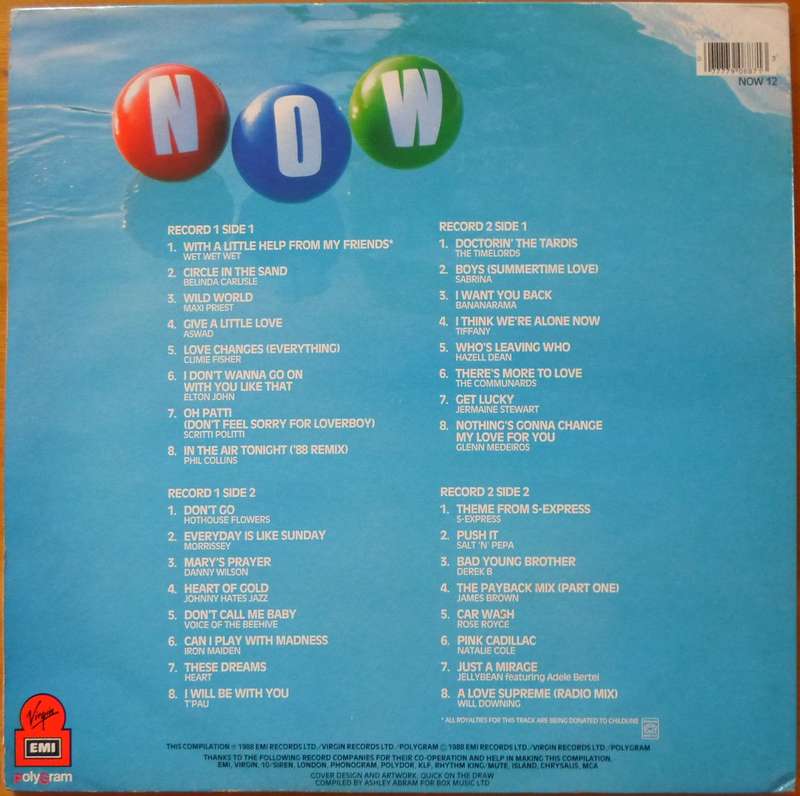 N O W
NOW 12
RECORD 1 SIDE 1
1. WITH A LITTLE HELP FROM MY FRIENDS*
WET WET WET
2. CIRCLE IN THE SAND
BELINDA CARLISLE
3. WILD WORLD
MAXI PRIEST
4. GIVE A LITTLE LOVE
ASWAD
5. LOVE CHANGES (EVERYTHING)
CLIMIE FISHER
6. I DON'T WANNA GO ON
WITH YOU LIKE THAT
ELTON JOHN
7. OH PATTI
(DON'T FEEL SORRY FOR LOVERBOY)
SCRITTI POLITTI
8. IN THE AIR TONIGHT ('88 REMIX)
PHIL COLLINS
RECORD 1 SIDE 2
1. DON'T GO
HOTHOUSE FLOWERS
2. EVERYDAY IS LIKE SUNDAY
MORRISSEY
3. MARY'S PRAYER
DANNY WILSON
4. HEART OF GOLD
JOHNNY HATES JAZZ
5. DON'T CALL ME BABY
VOICE OF THE BEEHIVE
6. CAN I PLAY WITH MADNESS
IRON MAIDEN
7. THESE DREAMS
HEART
8. I WILL BE WITH YOU
T'PAU
RECORD 2 SIDE 1
1. DOCTORIN' THE TARDIS
THE TIMELORDS
2. BOYS (SUMMERTIME LOVE)
SABRINA
3. I WANT YOU BACK
BANANARAMA
4. I THINK WE'RE ALONE NOW
TIFFANY
5. WHO'S LEAVING WHO
HAZELL DEAN
6. THERE'S MORE TO LOVE
THE COMMUNARDS
7. GET LUCKY
JERMAINE STEWART
8. NOTHING'S GONNA CHANGE
MY LOVE FOR YOU
GLENN MEDEIROS
RECORD 2 SIDE 2
1. THEME FROM S-EXPRESS
S-EXPRESS
2. PUSH IT
SALT 'N' PEPA
3. BAD YOUNG BROTHER
DEREK B
4. THE PAYBACK MIX (PART ONE)
JAMES BROWN
5. CAR WASH
ROSE ROYCE
6. PINK CADILLAC
NATALIE COLE
7. JUST A MIRAGE
JELLYBEAN featuring Adele Bertei
8. A LOVE SUPREME (RADIO MIX)
WILL DOWNING
* ALL ROYALTIES FOR THIS TRACK ARE BEING DONATED TO CHILDLINE
Virgin
EMI
PolyGram
THIS COMPILATION ℗ 1988 EMI RECORDS LTD./VIRGIN RECORDS LTD./POLYGRAM © 1988 EMI RECORDS LTD./VIRGIN RECORDS LTD./POLYGRAM
THANKS TO THE FOLLOWING RECORD COMPANIES FOR THEIR CO-OPERATION AND HELP IN MAKING THIS COMPILATION.
EMI, VIRGIN, 10/SIREN, LONDON, PHONOGRAM, POLYDOR, KLF, RHYTHM KING/MUTE, ISLAND, CHRYSALIS, MCA
COVER DESIGN AND ARTWORK: QUICK ON THE DRAW
COMPILED BY ASHLEY ABRAM FOR BOX MUSIC LTD